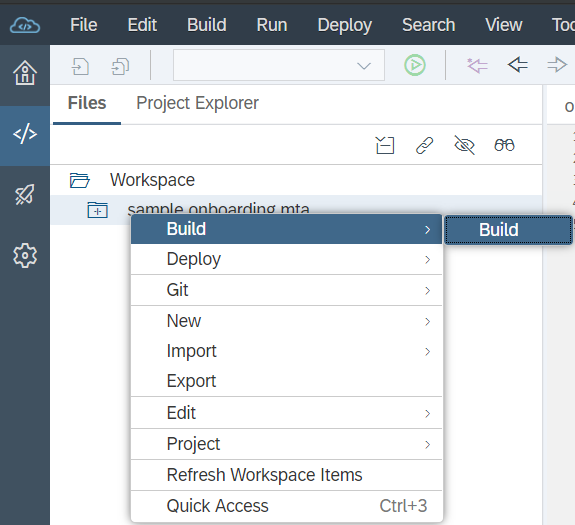 File Edit Build Run Deploy Search View
Files Project Explorer
Workspace
sample.onboarding.mta
Build Build
Deploy
Git
New
Import
Export
Edit
Project
Refresh Workspace Items
Quick Access Ctrl+3